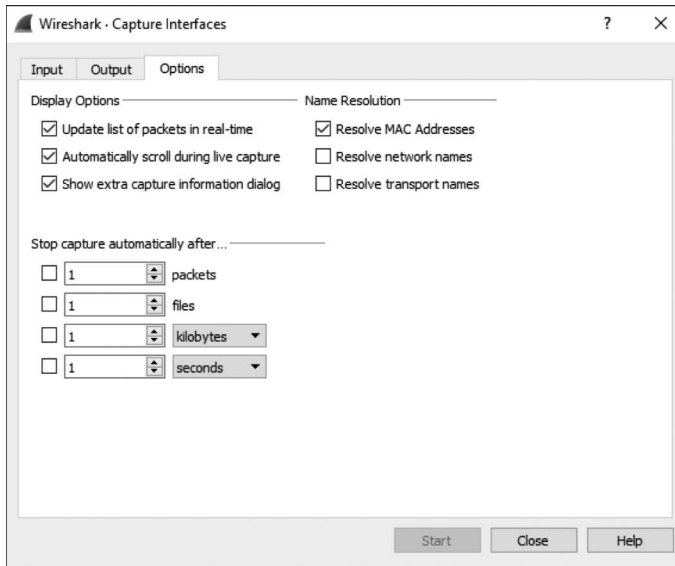 Wireshark · Capture Interfaces
?
Input Output Options
Display Options
Update list of packets in real-time
Automatically scroll during live capture
Show extra capture information dialog
Name Resolution
Resolve MAC Addresses
Resolve network names
Resolve transport names
Stop capture automatically after...
1 packets
1 files
1 kilobytes
1 seconds
Start Close Help